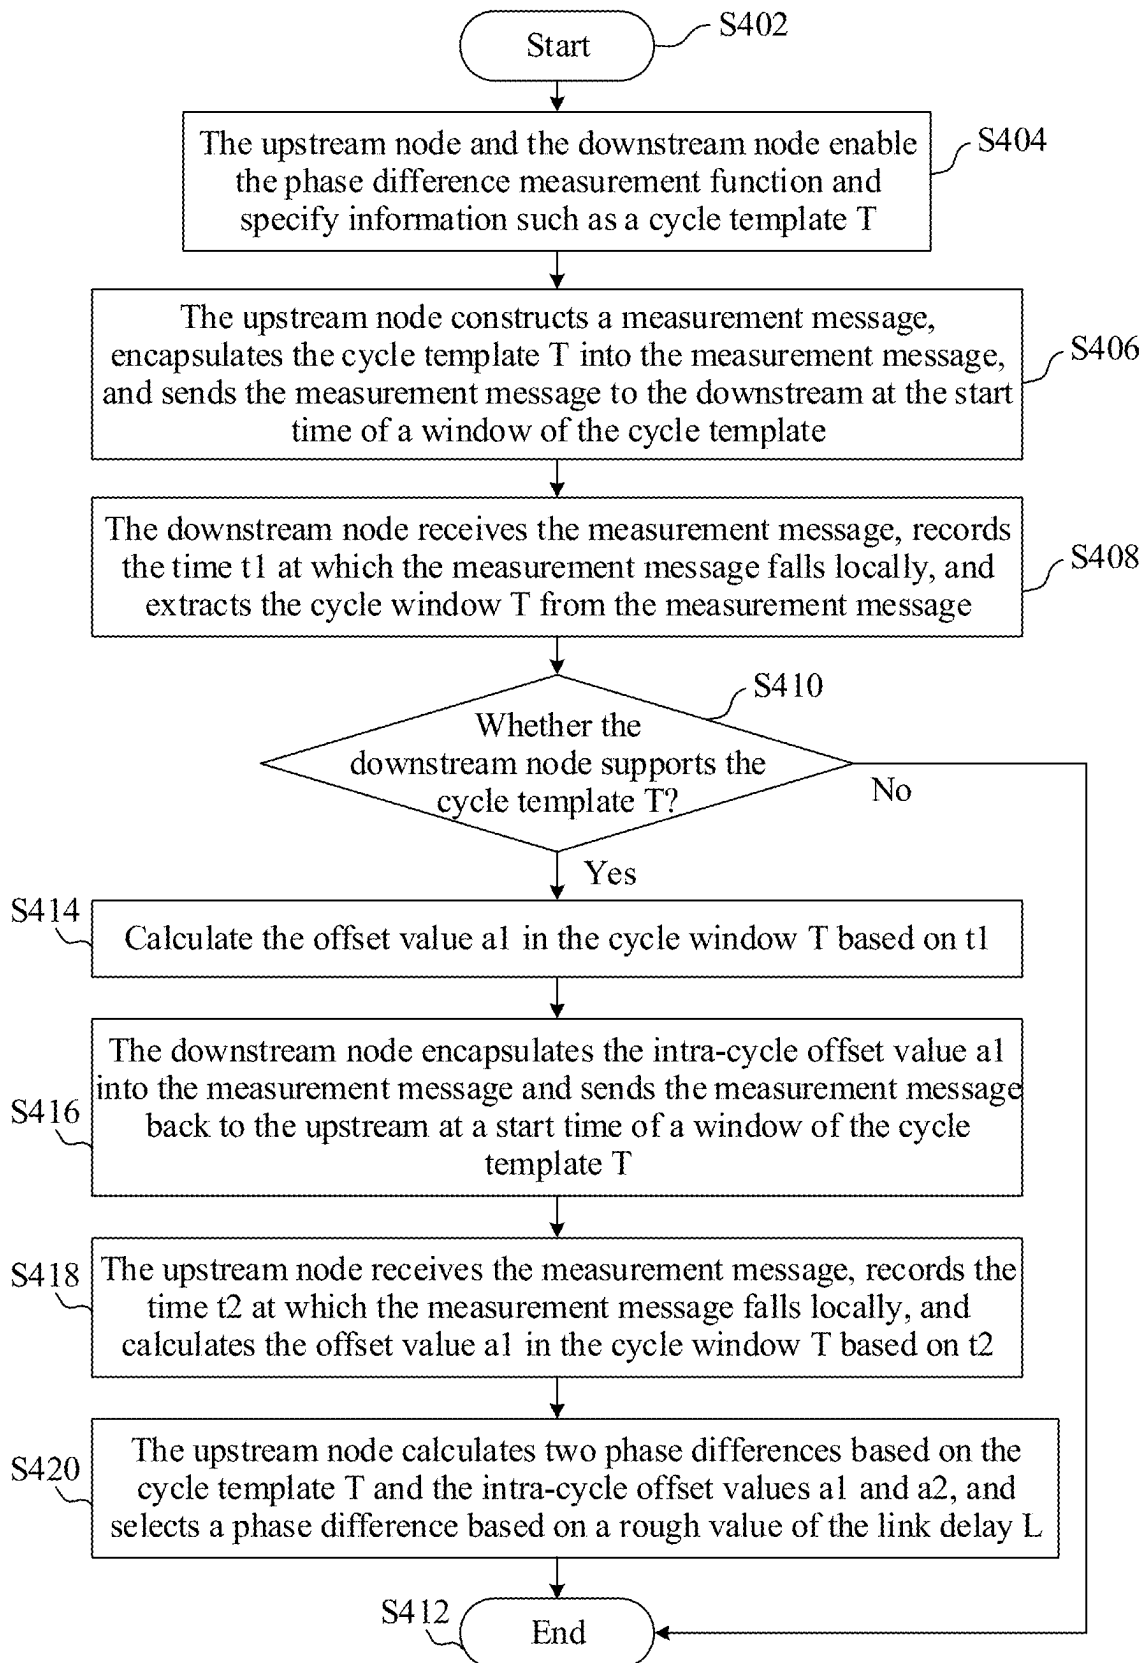 Start
S402
The upstream node and the downstream node enable
the phase difference measurement function and
specify information such as a cycle template T
S404
The upstream node constructs a measurement message,
encapsulates the cycle template T into the measurement message,
and sends the measurement message to the downstream at the start
time of a window of the cycle template
S406
The downstream node receives the measurement message, records
the time t1 at which the measurement message falls locally, and
extracts the cycle window T from the measurement message
S408
S410
Whether the
downstream node supports the
cycle template T?
No
Yes
S414
Calculate the offset value a1 in the cycle window T based on t1
The downstream node encapsulates the intra-cycle offset value a1
into the measurement message and sends the measurement message
back to the upstream at a start time of a window of the cycle
template T
S416
S418
The upstream node receives the measurement message, records the
time t2 at which the measurement message falls locally, and
calculates the offset value a1 in the cycle window T based on t2
S420
The upstream node calculates two phase differences based on the
cycle template T and the intra-cycle offset values a1 and a2, and
selects a phase difference based on a rough value of the link delay L
S412
End